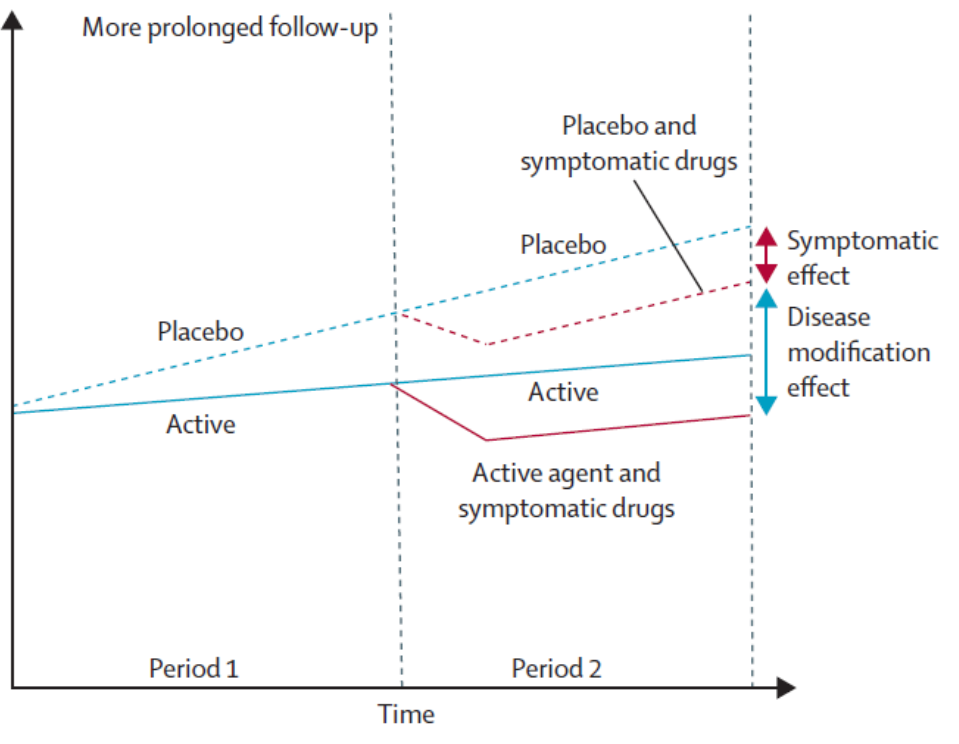 More prolonged follow-up
Placebo and
symptomatic drugs
Placebo
Symptomatic
effect
Placebo
Disease
modification
effect
Active
Active
Active agent and
symptomatic drugs
Period 1
Period 2
Time